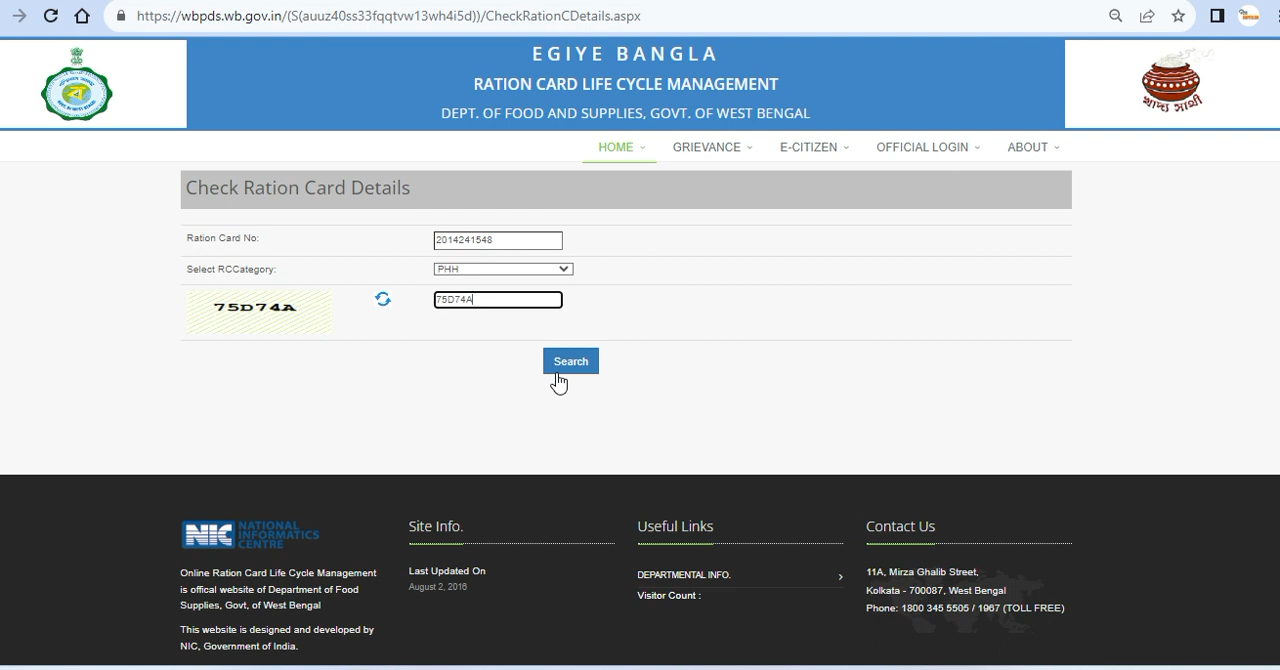 https://wbpds.wb.gov.in/(S(auuz40ss33fqqtvw13wh4i5d))/CheckRationCDetails.aspx
EGIYE BANGLA
RATION CARD LIFE CYCLE MANAGEMENT
DEPT. OF FOOD AND SUPPLIES, GOVT. OF WEST BENGAL
খাদ্য সাথী
HOME GRIEVANCE E-CITIZEN OFFICIAL LOGIN ABOUT
Check Ration Card Details
Ration Card No: 2014241548
Select RCCategory: PHH
75D74A 75D74A
Search
NIC NATIONAL INFORMATICS CENTRE
Online Ration Card Life Cycle Management
is offical website of Department of Food
Supplies, Govt, of West Bengal
This website is designed and developed by
NIC, Government of India.
Site Info.
Last Updated On
August 2, 2016
Useful Links
DEPARTMENTAL INFO.
Visitor Count :
Contact Us
11A, Mirza Ghalib Street,
Kolkata - 700087, West Bengal
Phone: 1800 345 5505 / 1967 (TOLL FREE)